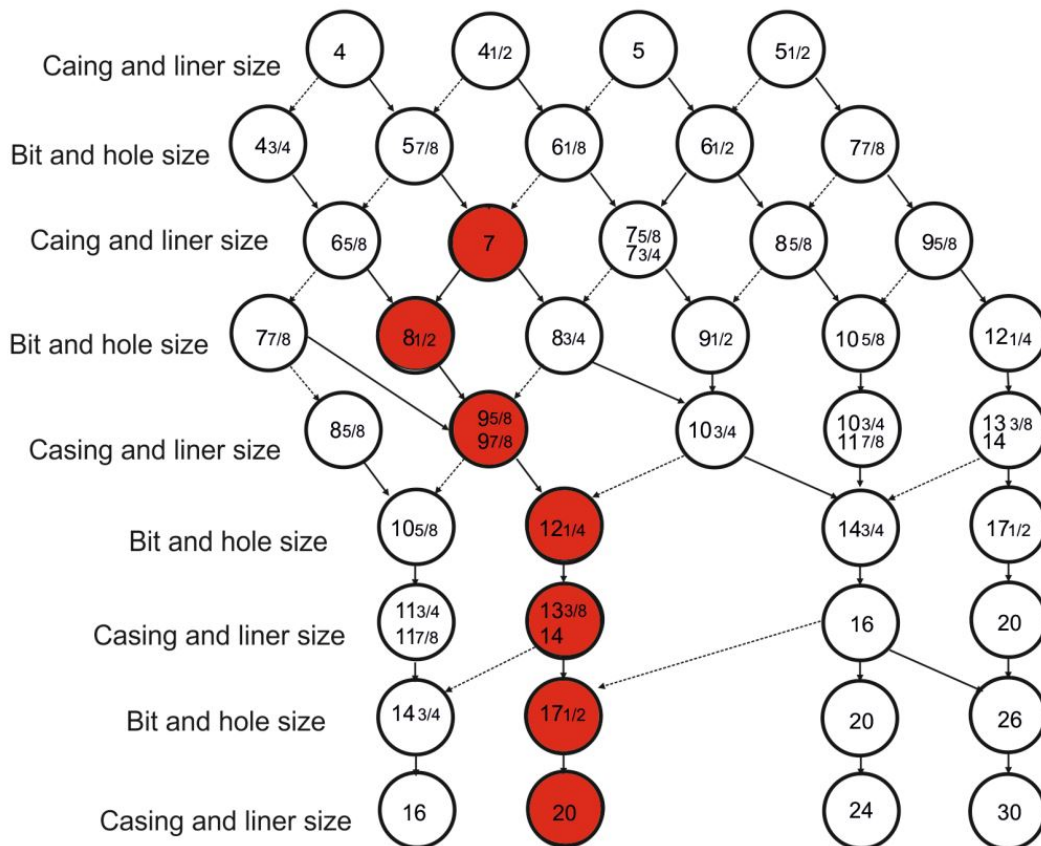 Caing and liner size 4 4 1/2 5 5 1/2
Bit and hole size 4 3/4 5 7/8 6 1/8 6 1/2 7 7/8
Caing and liner size 6 5/8 7 7 5/8 8 5/8 9 5/8
7 3/4
Bit and hole size 7 7/8 8 1/2 8 3/4 9 1/2 10 5/8 12 1/4
Casing and liner size 8 5/8 9 5/8 10 3/4 10 3/4 13 3/8
9 7/8 11 7/8 14
Bit and hole size 10 5/8 12 1/4 14 3/4 17 1/2
Casing and liner size 11 3/4 13 3/8 16 20
11 7/8 14
Bit and hole size 14 3/4 17 1/2 20 26
Casing and liner size 16 20 24 30